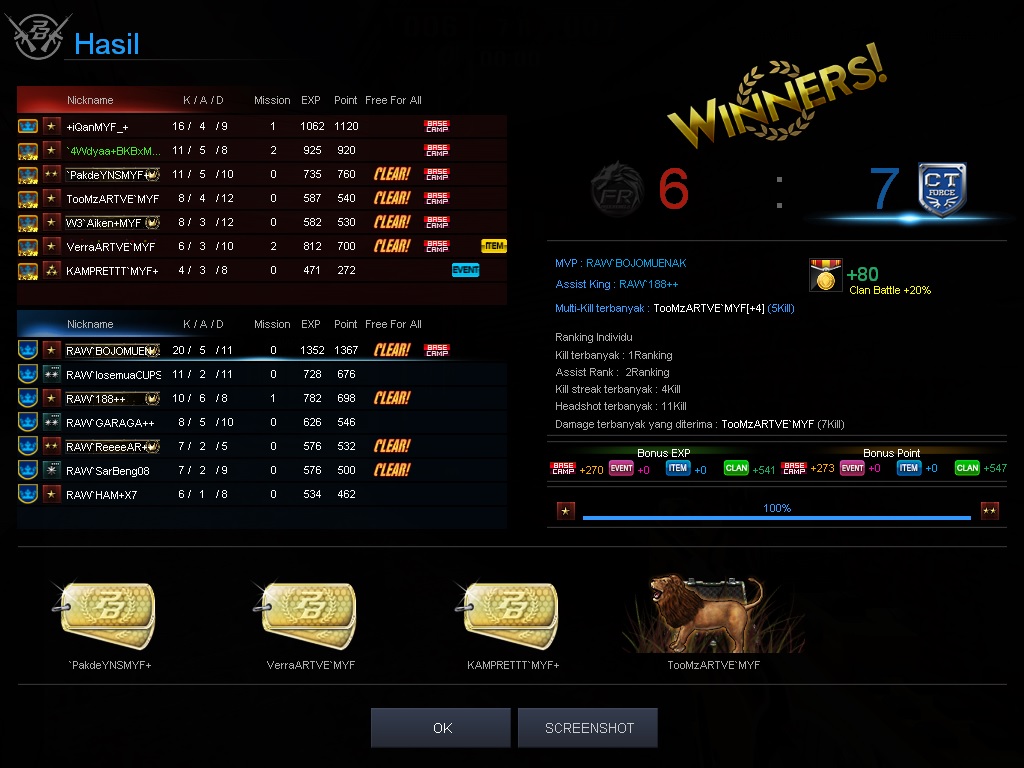 Hasil
Nickname K / A / D Mission EXP Point Free For All
+iQanMYF_+ 16 / 4 / 9 1 1062 1120 BASE CAMP
`4Wdyaa+BKBxM... 11 / 5 / 8 2 925 920 BASE CAMP
`PakdeYNSMYF+ 11 / 5 / 10 0 735 760 CLEAR! BASE CAMP
TooMzARTVE`MYF 8 / 4 / 12 0 587 540 CLEAR! BASE CAMP
W3`Aiken+MYF 8 / 3 / 12 0 582 530 CLEAR! BASE CAMP
VerraARTVE`MYF 6 / 3 / 10 2 812 700 CLEAR! BASE CAMP ITEM
KAMPRETTT`MYF+ 4 / 3 / 8 0 471 272 EVENT
Nickname K / A / D Mission EXP Point Free For All
RAW`BOJOMUENAK 20 / 5 / 11 0 1352 1367 CLEAR! BASE CAMP
RAW`losemuaCUPS 11 / 2 / 11 0 728 676
RAW`188++ 10 / 6 / 8 1 782 698 CLEAR!
RAW`GARAGA++ 8 / 5 / 10 0 626 546
RAW`ReeeeAR+ 7 / 2 / 5 0 576 532 CLEAR!
RAW`SarBeng08 7 / 2 / 9 0 576 500 CLEAR!
RAW`HAM+X7 6 / 1 / 8 0 534 462
WINNERS!
FR 6 : 7 CT FORCE
MVP : RAW`BOJOMUENAK
Assist King : RAW`188++
+80
Clan Battle +20%
Multi-Kill terbanyak : TooMzARTVE`MYF[+4] (5Kill)
Ranking Individu
Kill terbanyak : 1Ranking
Assist Rank : 2Ranking
Kill streak terbanyak : 4Kill
Headshot terbanyak : 11Kill
Damage terbanyak yang diterima : TooMzARTVE`MYF (7Kill)
Bonus EXP Bonus Point
BASE CAMP +270 EVENT +0 ITEM +0 CLAN +541 BASE CAMP +273 EVENT +0 ITEM +0 CLAN +547
100%
`PakdeYNSMYF+ VerraARTVE`MYF KAMPRETTT`MYF+ TooMzARTVE`MYF
OK SCREENSHOT